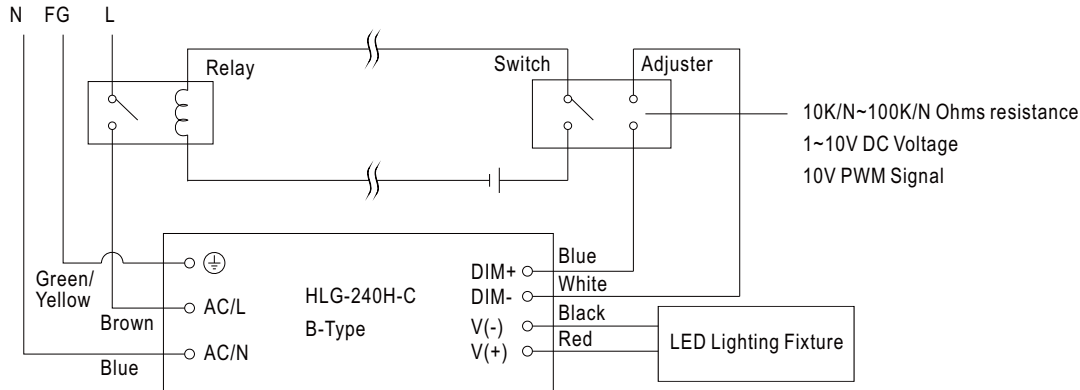 N FG L
Relay
Switch
Adjuster
10K/N~100K/N Ohms resistance
1~10V DC Voltage
10V PWM Signal
Green/
Yellow
Brown
Blue
AC/L
AC/N
HLG-240H-C
B-Type
DIM+
DIM-
V(-)
V(+)
Blue
White
Black
Red
LED Lighting Fixture